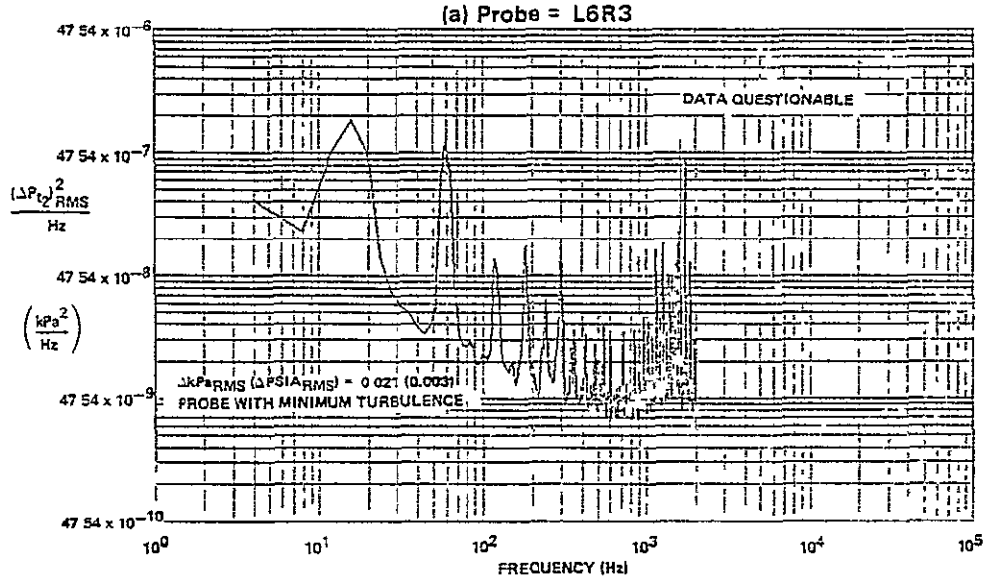 (a) Probe = L6R3
47 54 x 10⁻⁶
DATA QUESTIONABLE
47 54 x 10⁻⁷
(ΔPt₂)²RMS
Hz
47 54 x 10⁻⁸
(kPa²
Hz)
ΔkPaRMS (ΔPSIARMS) = 0 021 (0 003)
PROBE WITH MINIMUM TURBULENCE
47 54 x 10⁻⁹
47 54 x 10⁻¹⁰
10⁰ 10¹ 10² 10⁻³ 10⁴ 10⁵
FREQUENCY (Hz)